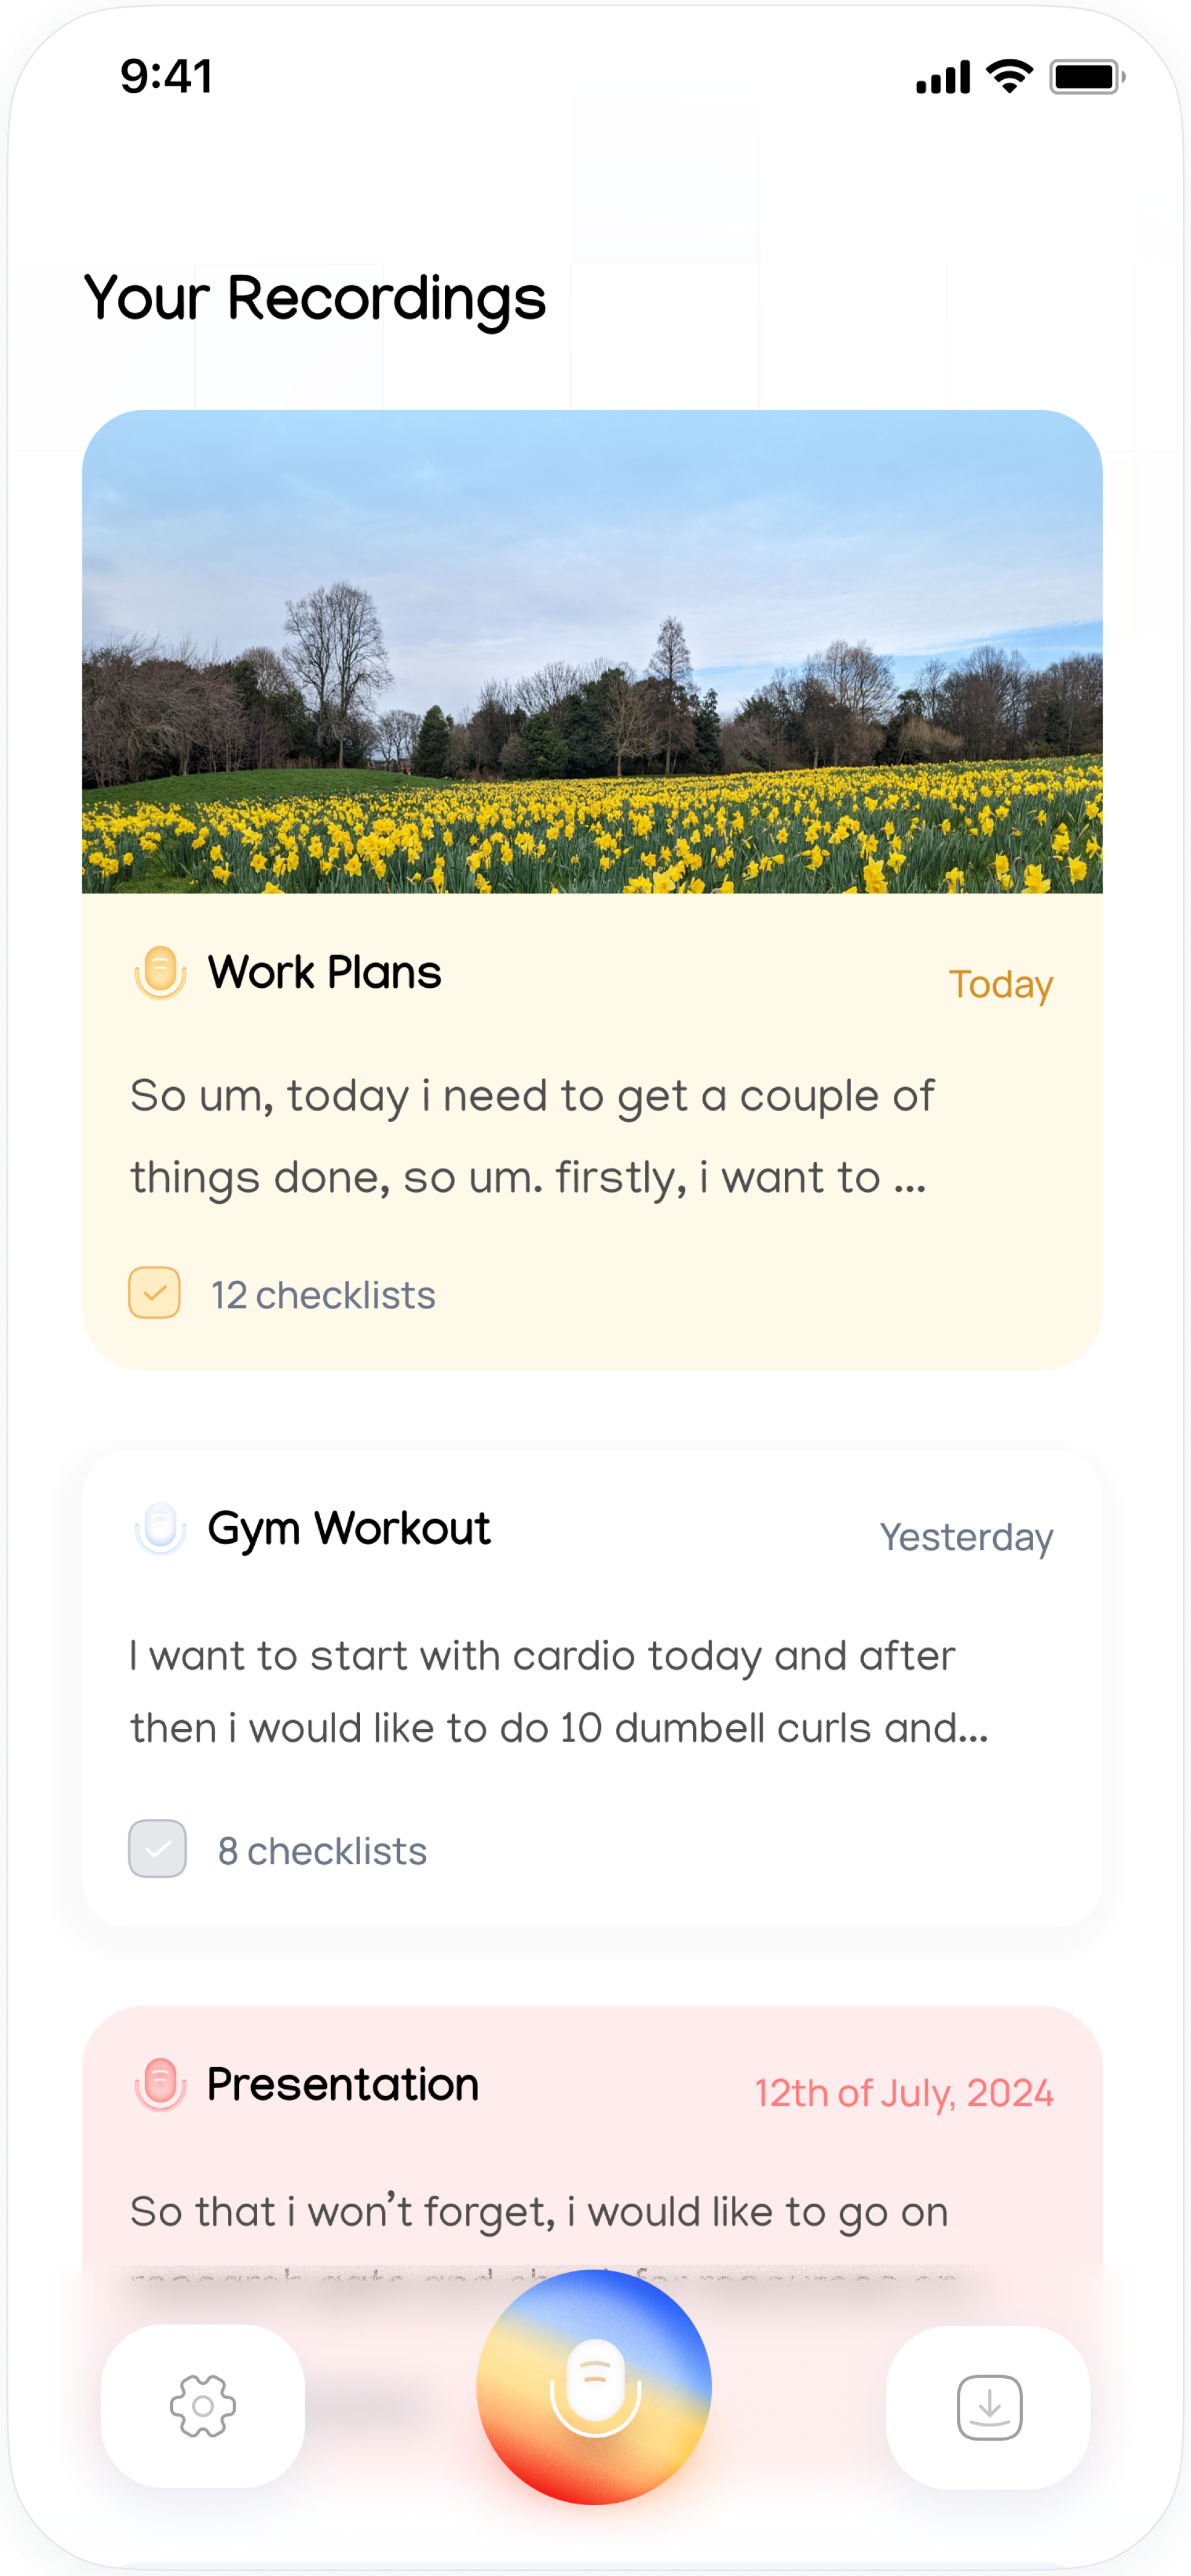 9:41
Your Recordings
Work Plans
Today
So um, today i need to get a couple of
things done, so um. firstly, i want to ...
12 checklists
Gym Workout
Yesterday
I want to start with cardio today and after
then i would like to do 10 dumbell curls and...
8 checklists
Presentation
12th of July, 2024
So that i won’t forget, i would like to go on